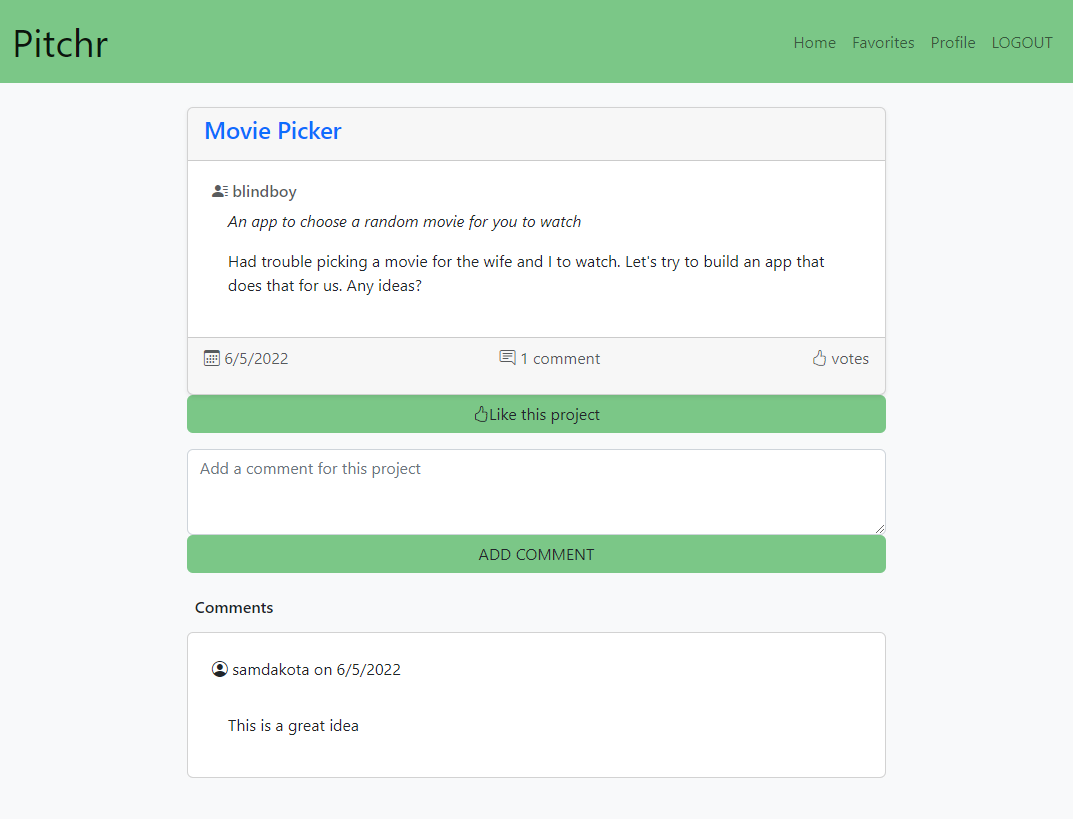 Pitchr
Home Favorites Profile LOGOUT
Movie Picker
blindboy
An app to choose a random movie for you to watch
Had trouble picking a movie for the wife and I to watch. Let's try to build an app that
does that for us. Any ideas?
6/5/2022 1 comment votes
Like this project
Add a comment for this project
ADD COMMENT
Comments
samdakota on 6/5/2022
This is a great idea